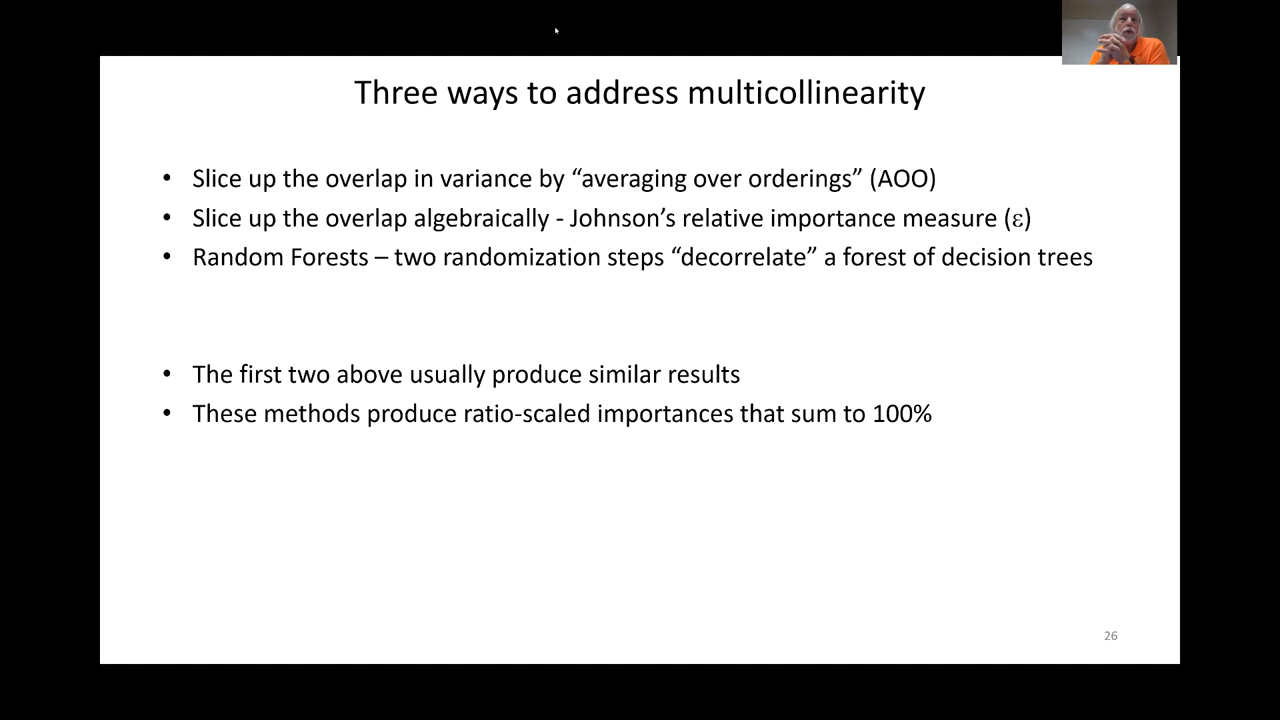 Three ways to address multicollinearity
• Slice up the overlap in variance by “averaging over orderings” (AOO)
• Slice up the overlap algebraically - Johnson’s relative importance measure (ε)
• Random Forests – two randomization steps “decorrelate” a forest of decision trees
• The first two above usually produce similar results
• These methods produce ratio-scaled importances that sum to 100%
26